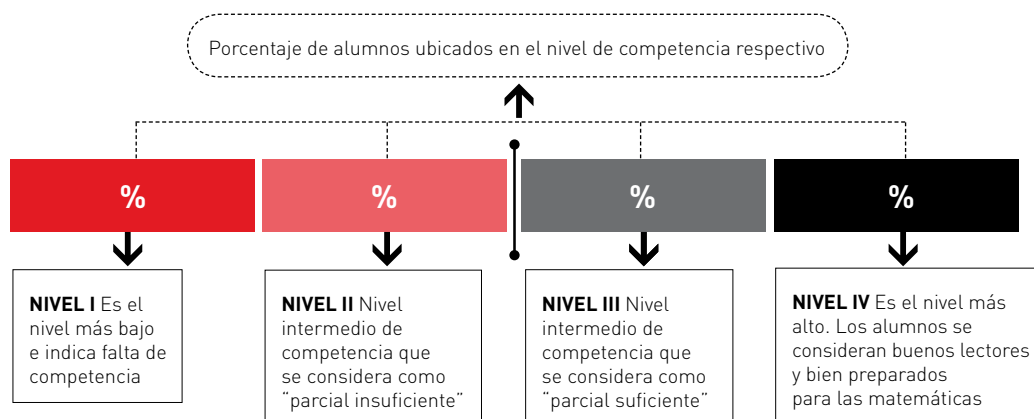 Porcentaje de alumnos ubicados en el nivel de competencia respectivo
%
%
%
%
NIVEL I Es el
nivel más bajo
e indica falta de
competencia
NIVEL II Nivel
intermedio de
competencia que
se considera como
“parcial insuficiente”
NIVEL III Nivel
intermedio de
competencia que
se considera como
“parcial suficiente”
NIVEL IV Es el nivel más
alto. Los alumnos se
consideran buenos lectores
y bien preparados
para las matemáticas